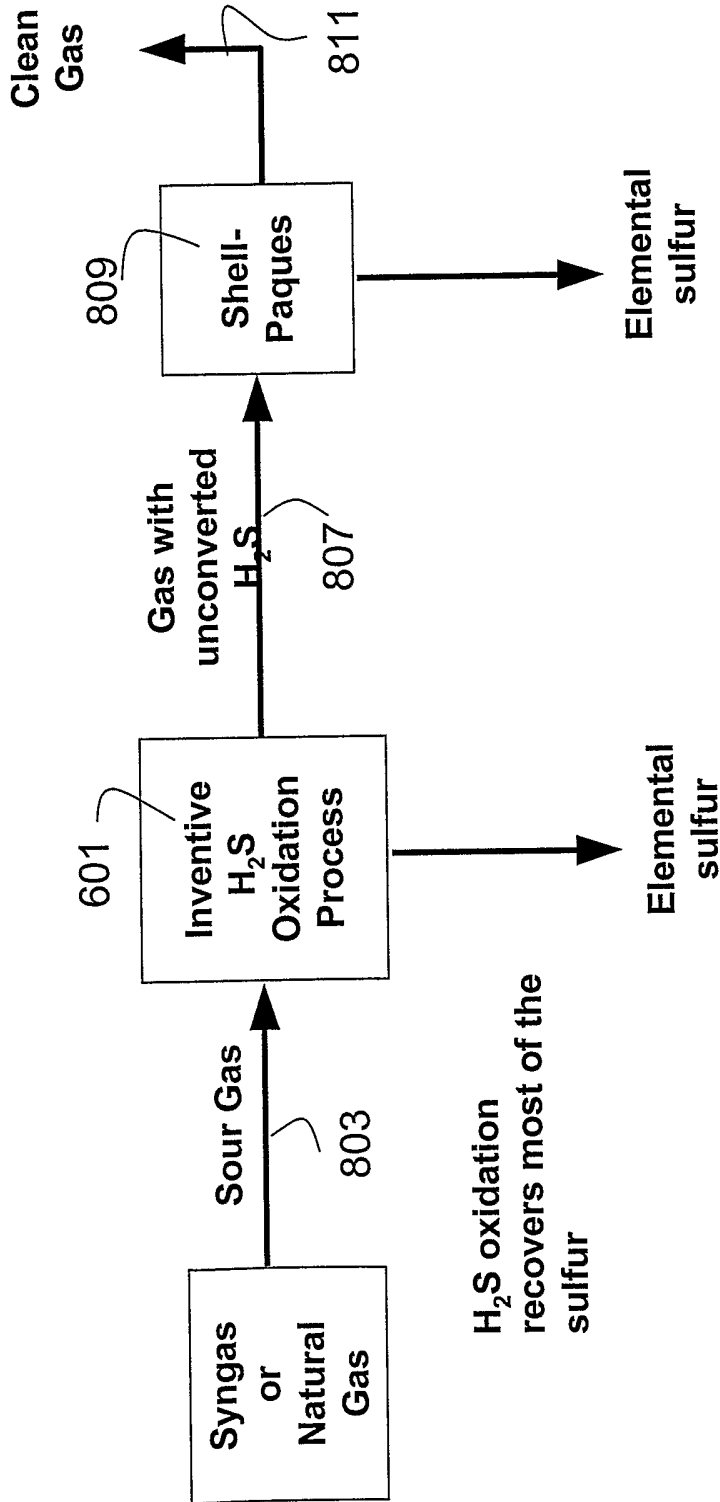 Syngas
or
Natural
Gas
Sour Gas
803
H₂S oxidation
recovers most of the
sulfur
601
Inventive
H₂S
Oxidation
Process
Elemental
sulfur
Gas with
unconverted
H₂S
807
809
Shell-
Paques
Elemental
sulfur
Clean
Gas
811